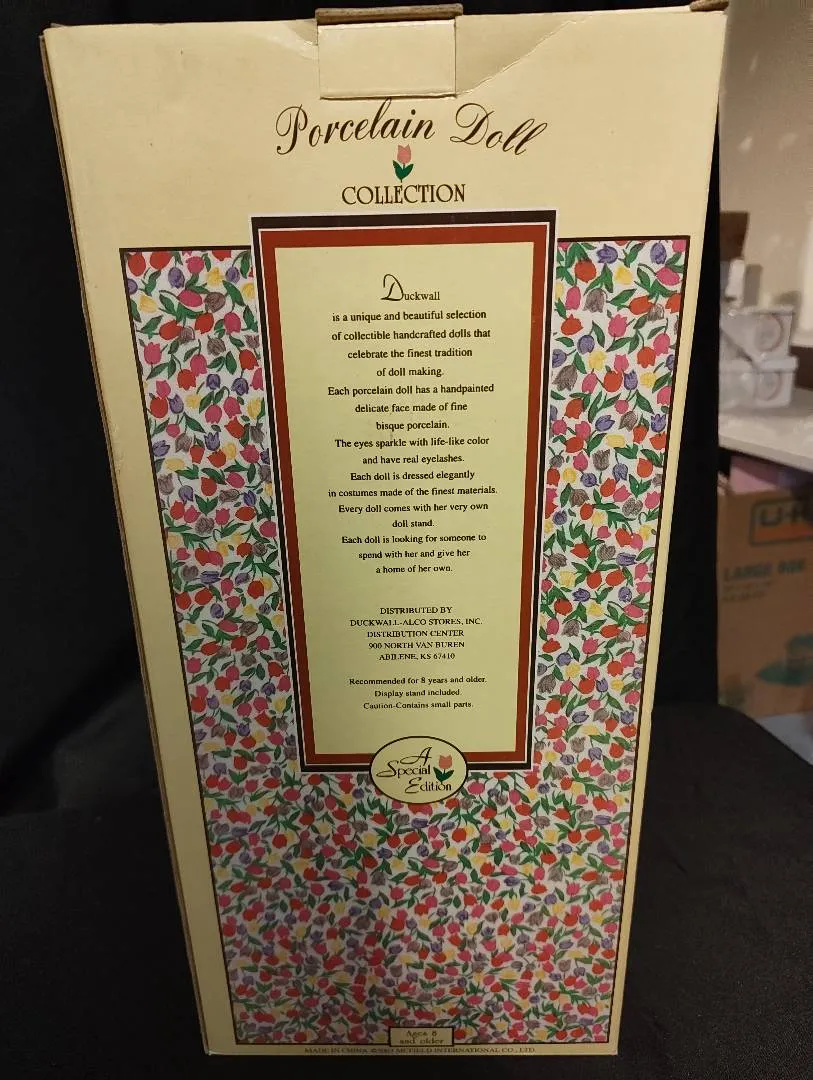 Porcelain Doll
COLLECTION
Duckwall
is a unique and beautiful selection
of collectible handcrafted dolls that
celebrate the finest tradition
of doll making.
Each porcelain doll has a handpainted
delicate face made of fine
bisque porcelain.
The eyes sparkle with life-like color
and have real eyelashes.
Each doll is dressed elegantly
in costumes made of the finest materials.
Every doll comes with her very own
doll stand.
Each doll is looking for someone to
spend with her and give her
a home of her own.
DISTRIBUTED BY
DUCKWALL-ALCO STORES, INC.
DISTRIBUTION CENTER
900 NORTH VAN BUREN
ABILENE, KS 67410
Recommended for 8 years and older.
Display stand included.
Caution-Contains small parts.
A
Special
Edition
Ages 8
and older
MADE IN CHINA INTERNATIONAL CO., LTD.
LARGE BOX